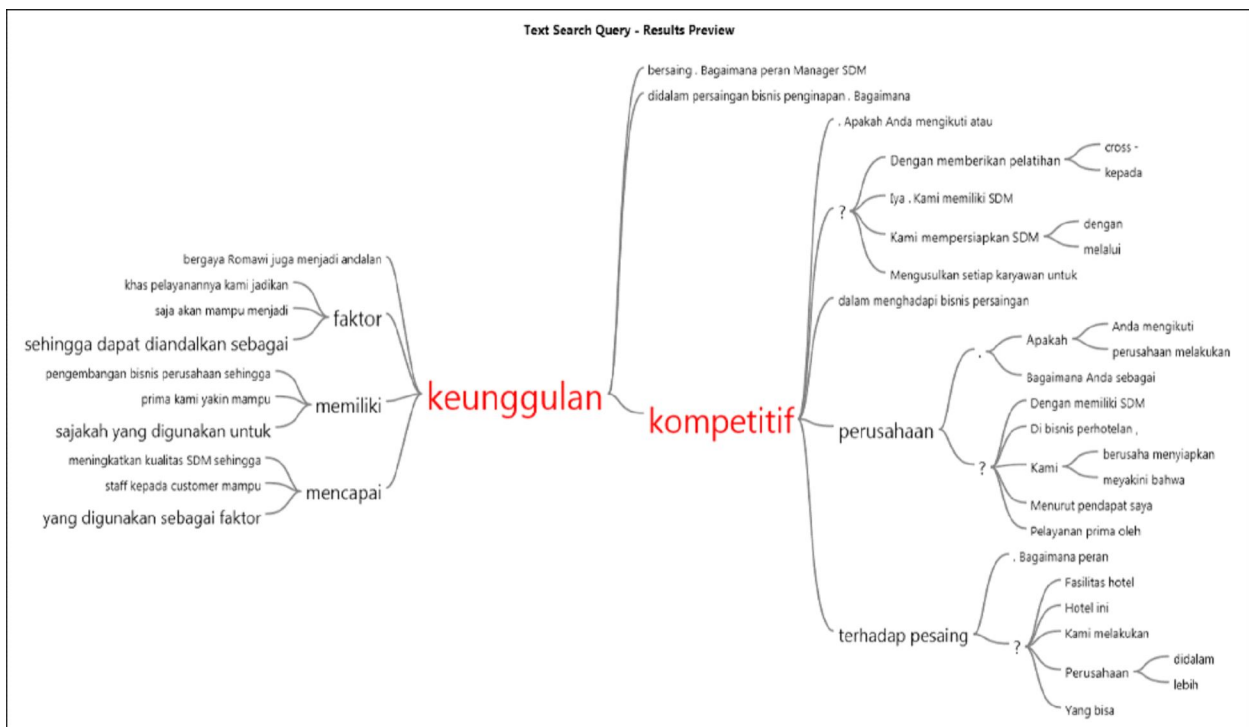 Text Search Query - Results Preview
bergaya Romawi juga menjadi andalan
khas pelayanannya kami jadikan
saja akan mampu menjadi
sehingga dapat diandalkan sebagai
faktor
pengembangan bisnis perusahaan sehingga
prima kami yakin mampu
sajakah yang digunakan untuk
memiliki
meningkatkan kualitas SDM sehingga
staff kepada customer mampu
yang digunakan sebagai faktor
mencapai
keunggulan
bersaing . Bagaimana peran Manager SDM
didalam persaingan bisnis penginapan . Bagaimana
kompetitif
. Apakah Anda mengikuti atau
?
Dengan memberikan pelatihan
cross -
kepada
Iya . Kami memiliki SDM
Kami mempersiapkan SDM
dengan
melalui
Mengusulkan setiap karyawan untuk
dalam menghadapi bisnis persaingan
perusahaan
.
Apakah
Anda mengikuti
perusahaan melakukan
Bagaimana Anda sebagai
?
Dengan memiliki SDM
Di bisnis perhotelan ,
Kami
berusaha menyiapkan
meyakini bahwa
Menurut pendapat saya
Pelayanan prima oleh
terhadap pesaing
. Bagaimana peran
?
Fasilitas hotel
Hotel ini
Kami melakukan
Perusahaan
didalam
lebih
Yang bisa